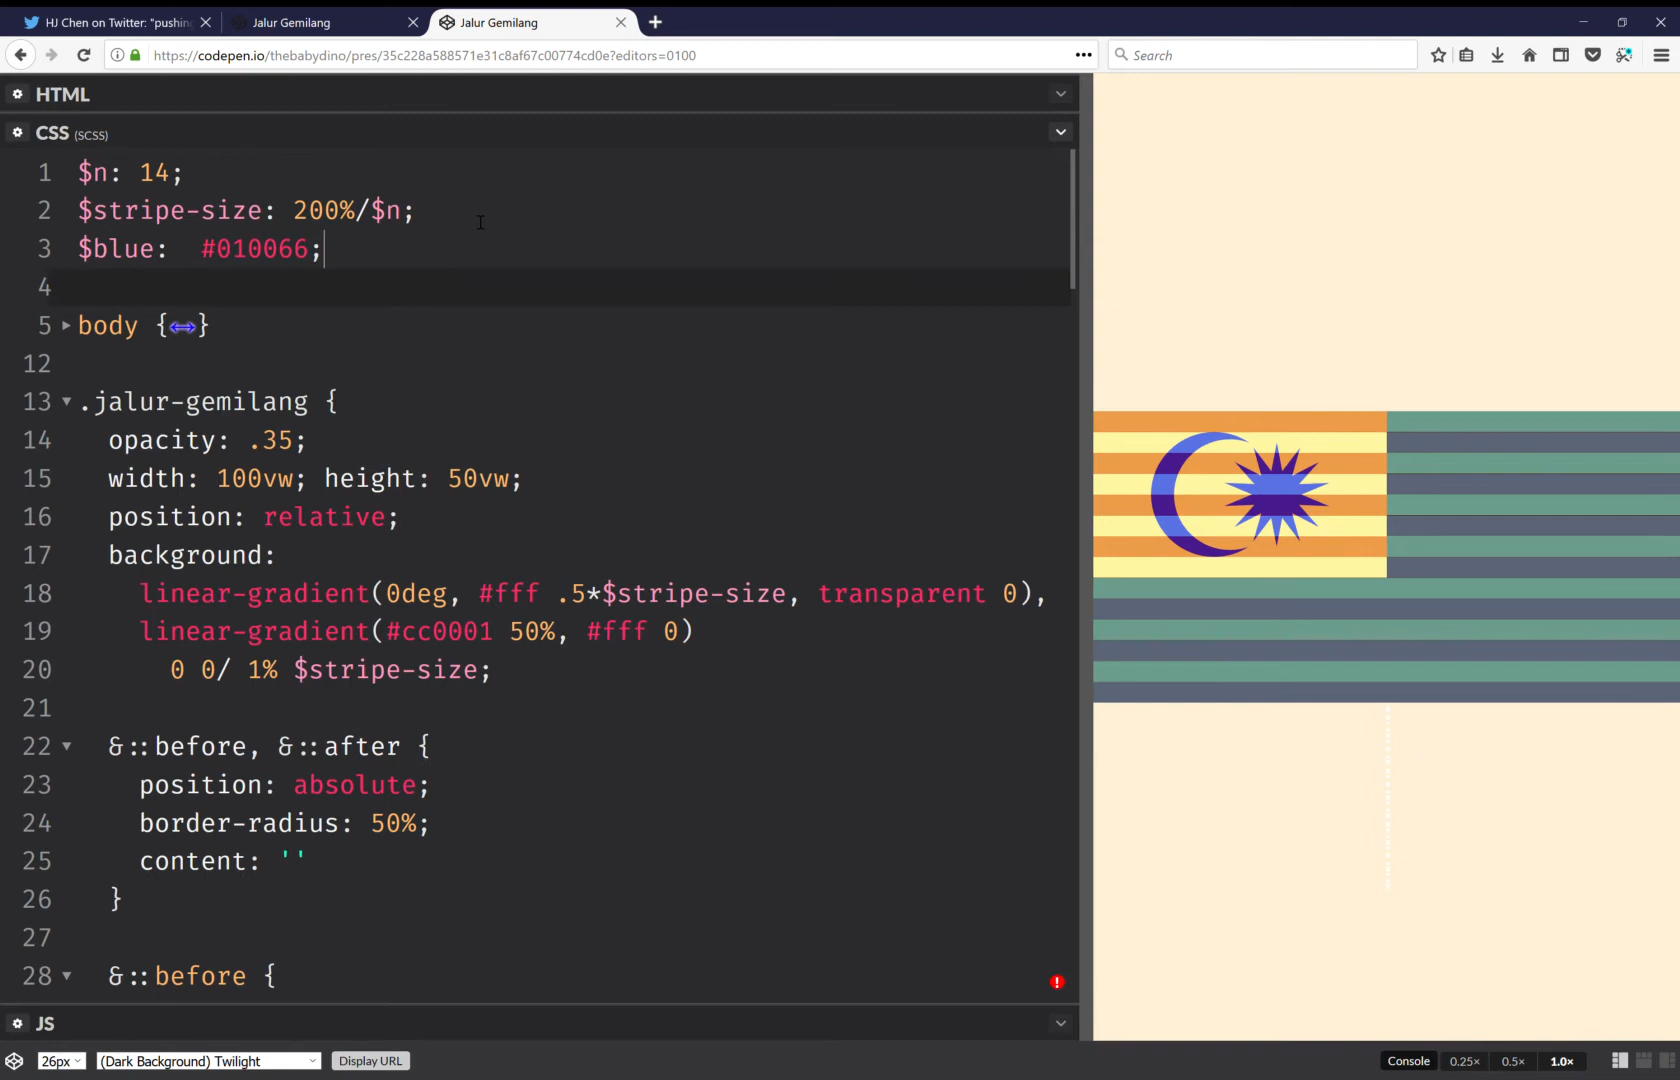 HJ Chen on Twitter: "pushin
Jalur Gemilang
Jalur Gemilang
https://codepen.io/thebabydino/pres/35c228a588571e31c8af67c00774cd0e?editors=0100
Search
HTML
CSS (SCSS)
1 $n: 14;
2 $stripe-size: 200%/$n;
3 $blue:  #010066;
4
5 body {↔}
12
13 .jalur-gemilang {
14 opacity: .35;
15 width: 100vw; height: 50vw;
16 position: relative;
17 background:
18 linear-gradient(0deg, #fff .5*$stripe-size, transparent 0),
19 linear-gradient(#cc0001 50%, #fff 0)
20 0 0/ 1% $stripe-size;
21
22 &::before, &::after {
23 position: absolute;
24 border-radius: 50%;
25 content: ''
26 }
27
28 &::before {
JS
26px
(Dark Background) Twilight
Display URL
Console
0.25×
0.5×
1.0×